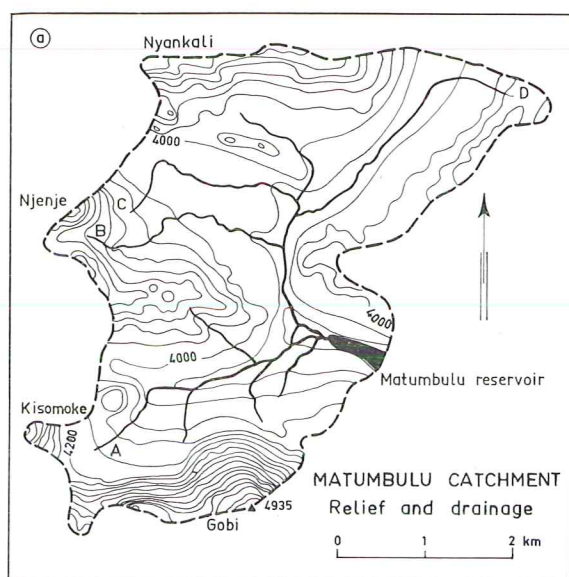 a
Nyankali
D
4000
Njenje
C
B
4000
4000
Matumbulu reservoir
Kisomoke
4200
A
MATUMBULU CATCHMENT
Relief and drainage
4935
Gobi
0 1 2 km